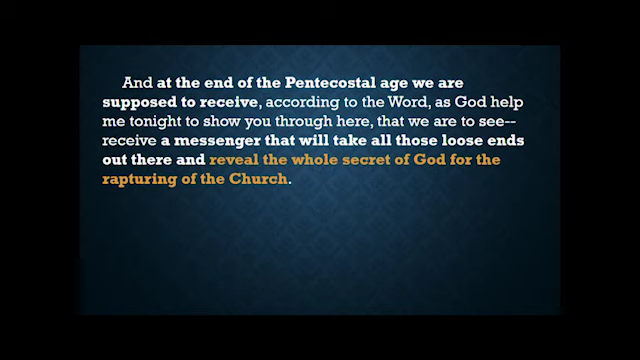 And at the end of the Pentecostal age we are
supposed to receive, according to the Word, as God help
me tonight to show you through here, that we are to see--
receive a messenger that will take all those loose ends
out there and reveal the whole secret of God for the
rapturing of the Church.